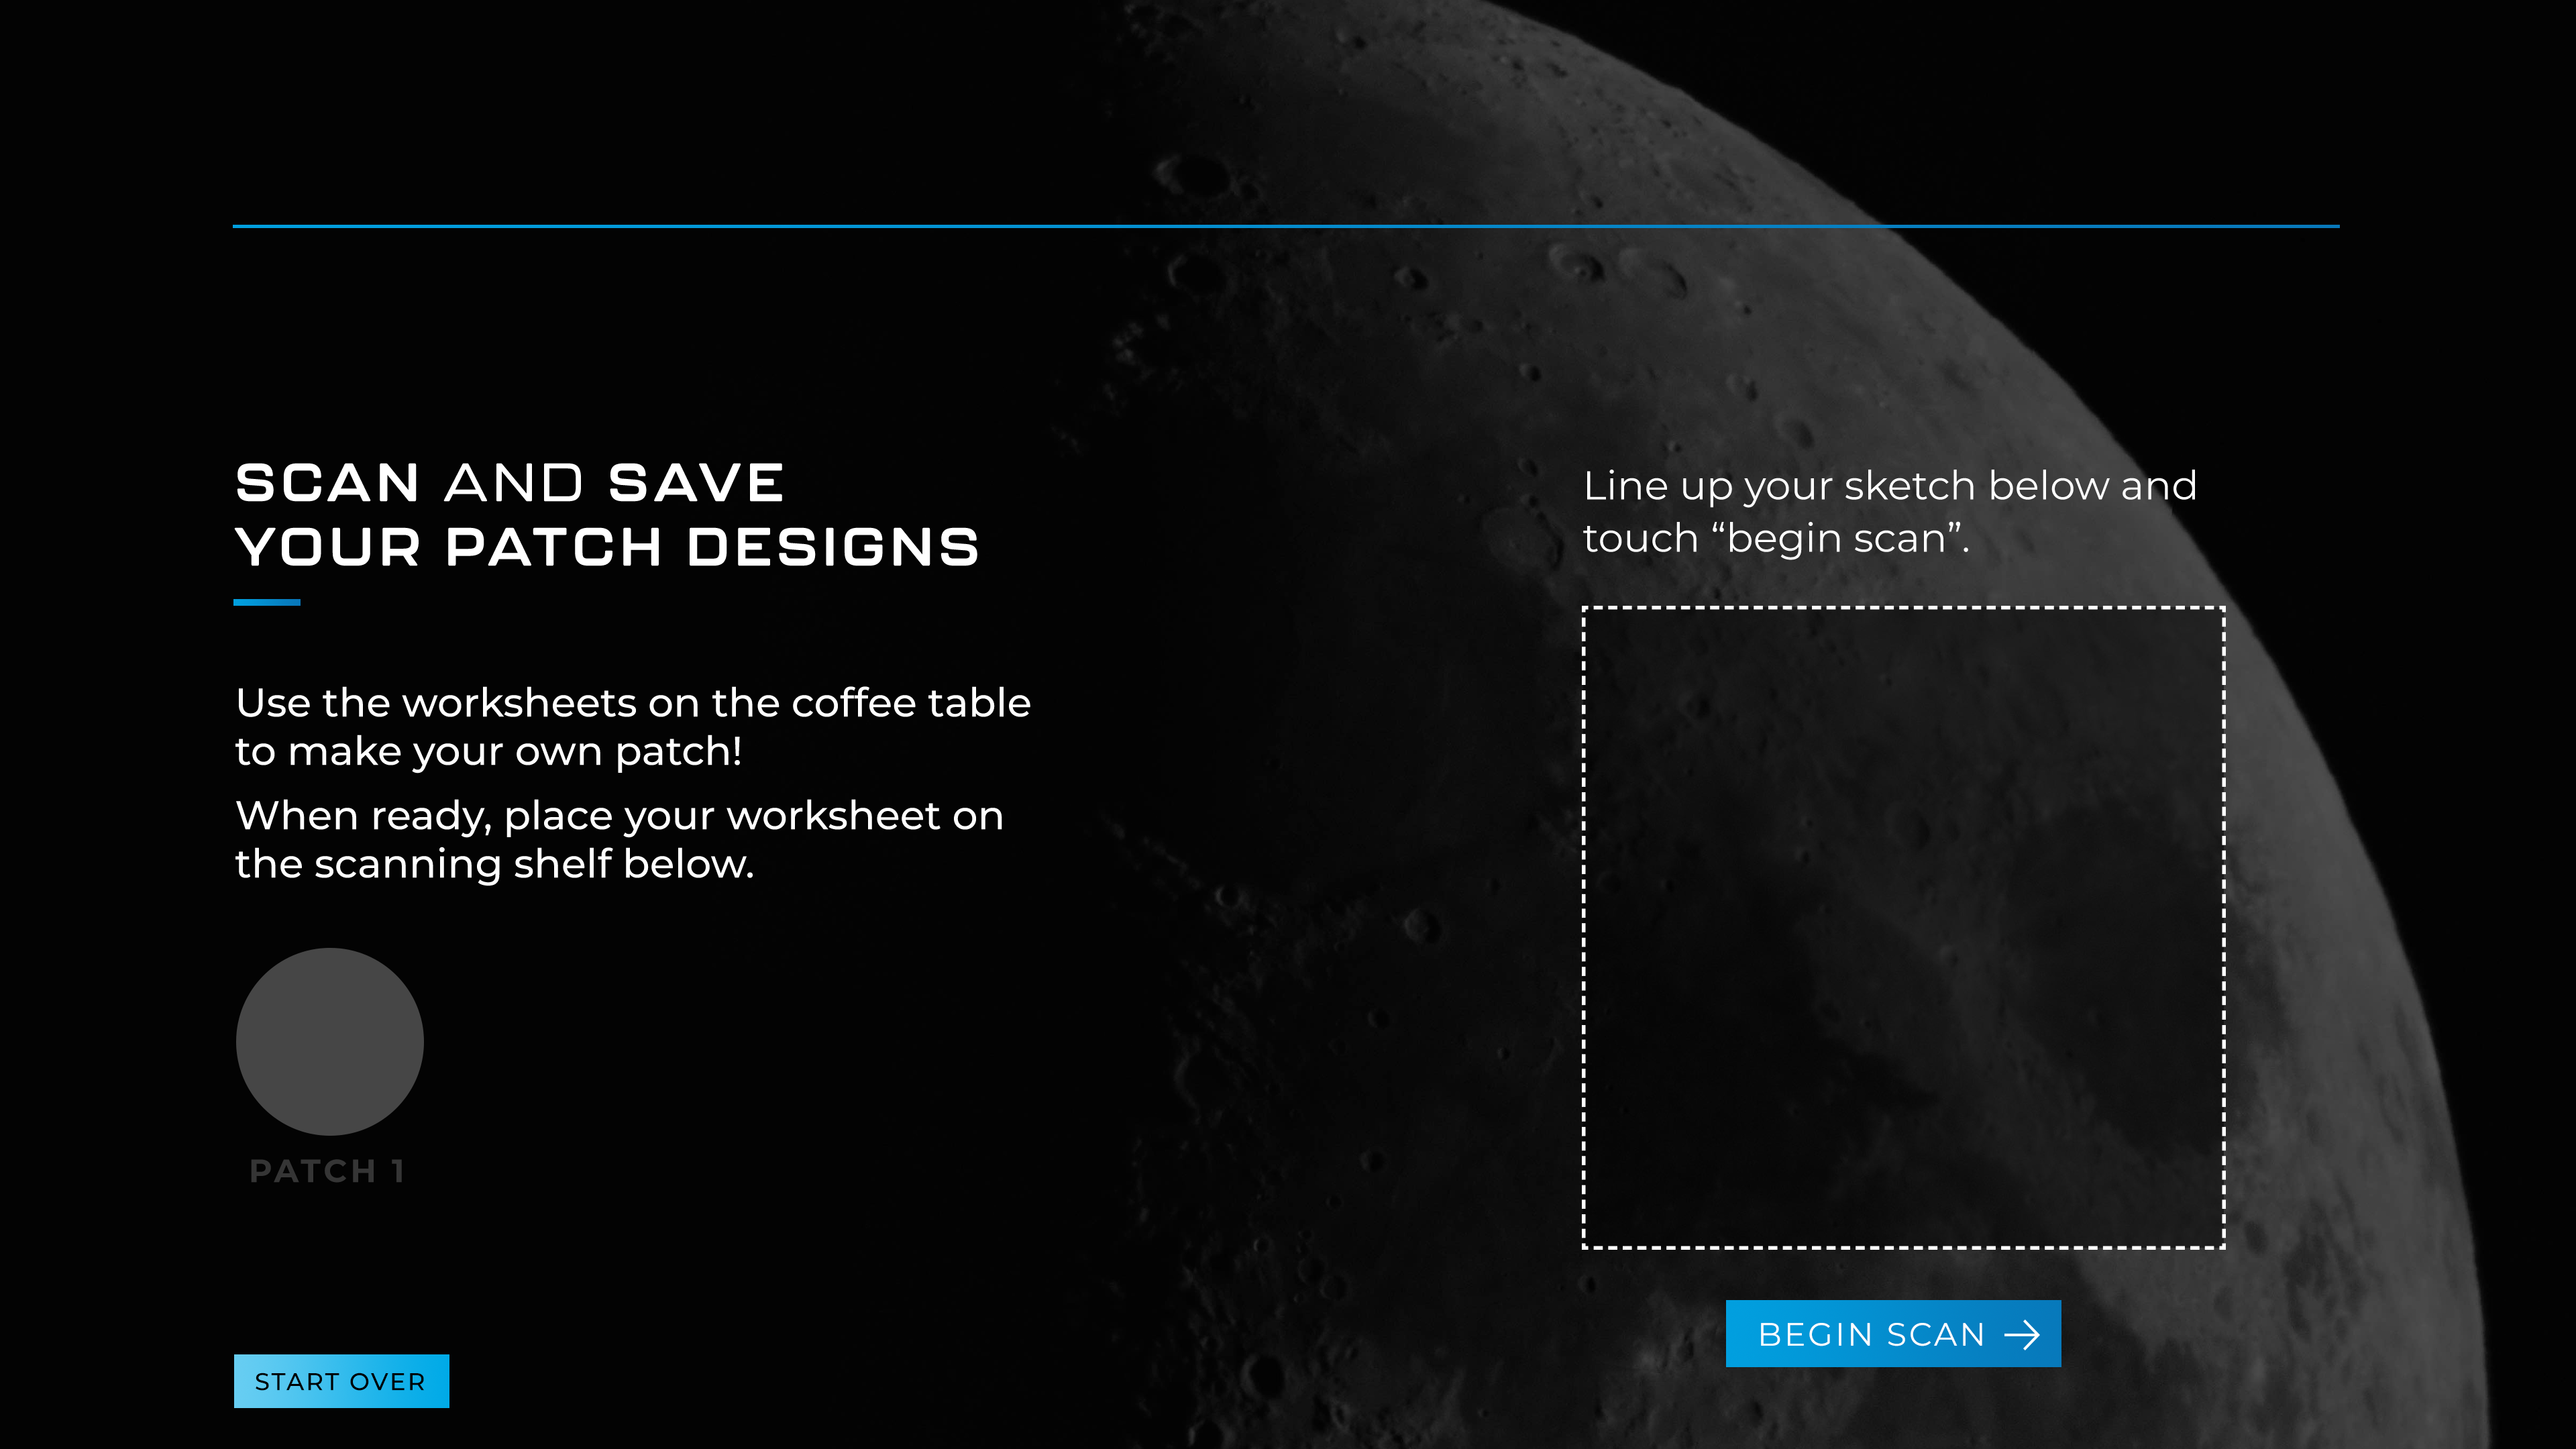 SCAN AND SAVE
YOUR PATCH DESIGNS
Use the worksheets on the coffee table
to make your own patch!
When ready, place your worksheet on
the scanning shelf below.
PATCH 1
START OVER
Line up your sketch below and
touch “begin scan”.
BEGIN SCAN